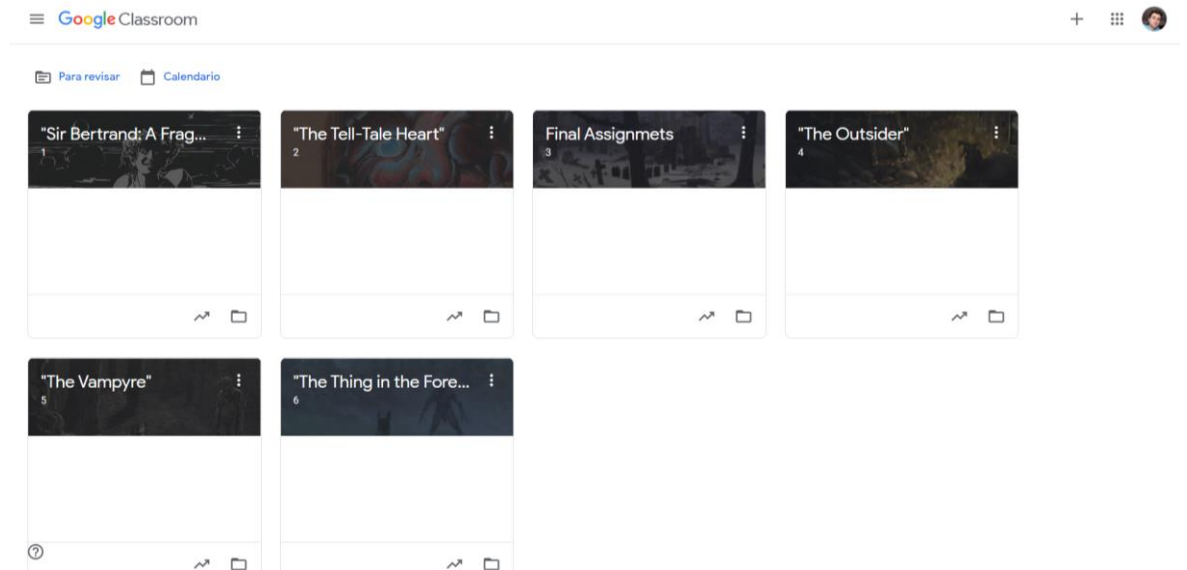 Google Classroom
Para revisar
Calendario
"Sir Bertrand: A Frag...
1
"The Tell-Tale Heart"
2
Final Assignmets
3
"The Outsider"
4
"The Vampyre"
5
"The Thing in the Fore...
6